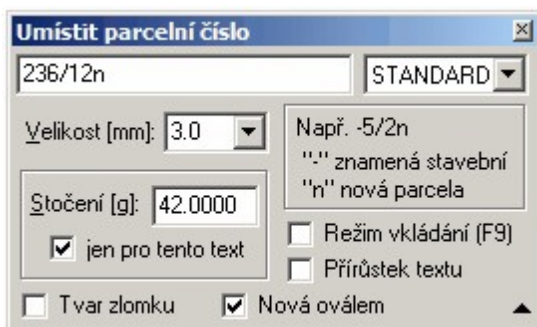 Umístit parcelní číslo
236/12n
STANDARD
Velikost [mm]: 3.0
Např. -5/2n
"-" znamená stavební
"n" nová parcela
Stočení [g]: 42.0000
jen pro tento text
Režim vkládání (F9)
Přírůstek textu
Tvar zlomku
Nová oválem